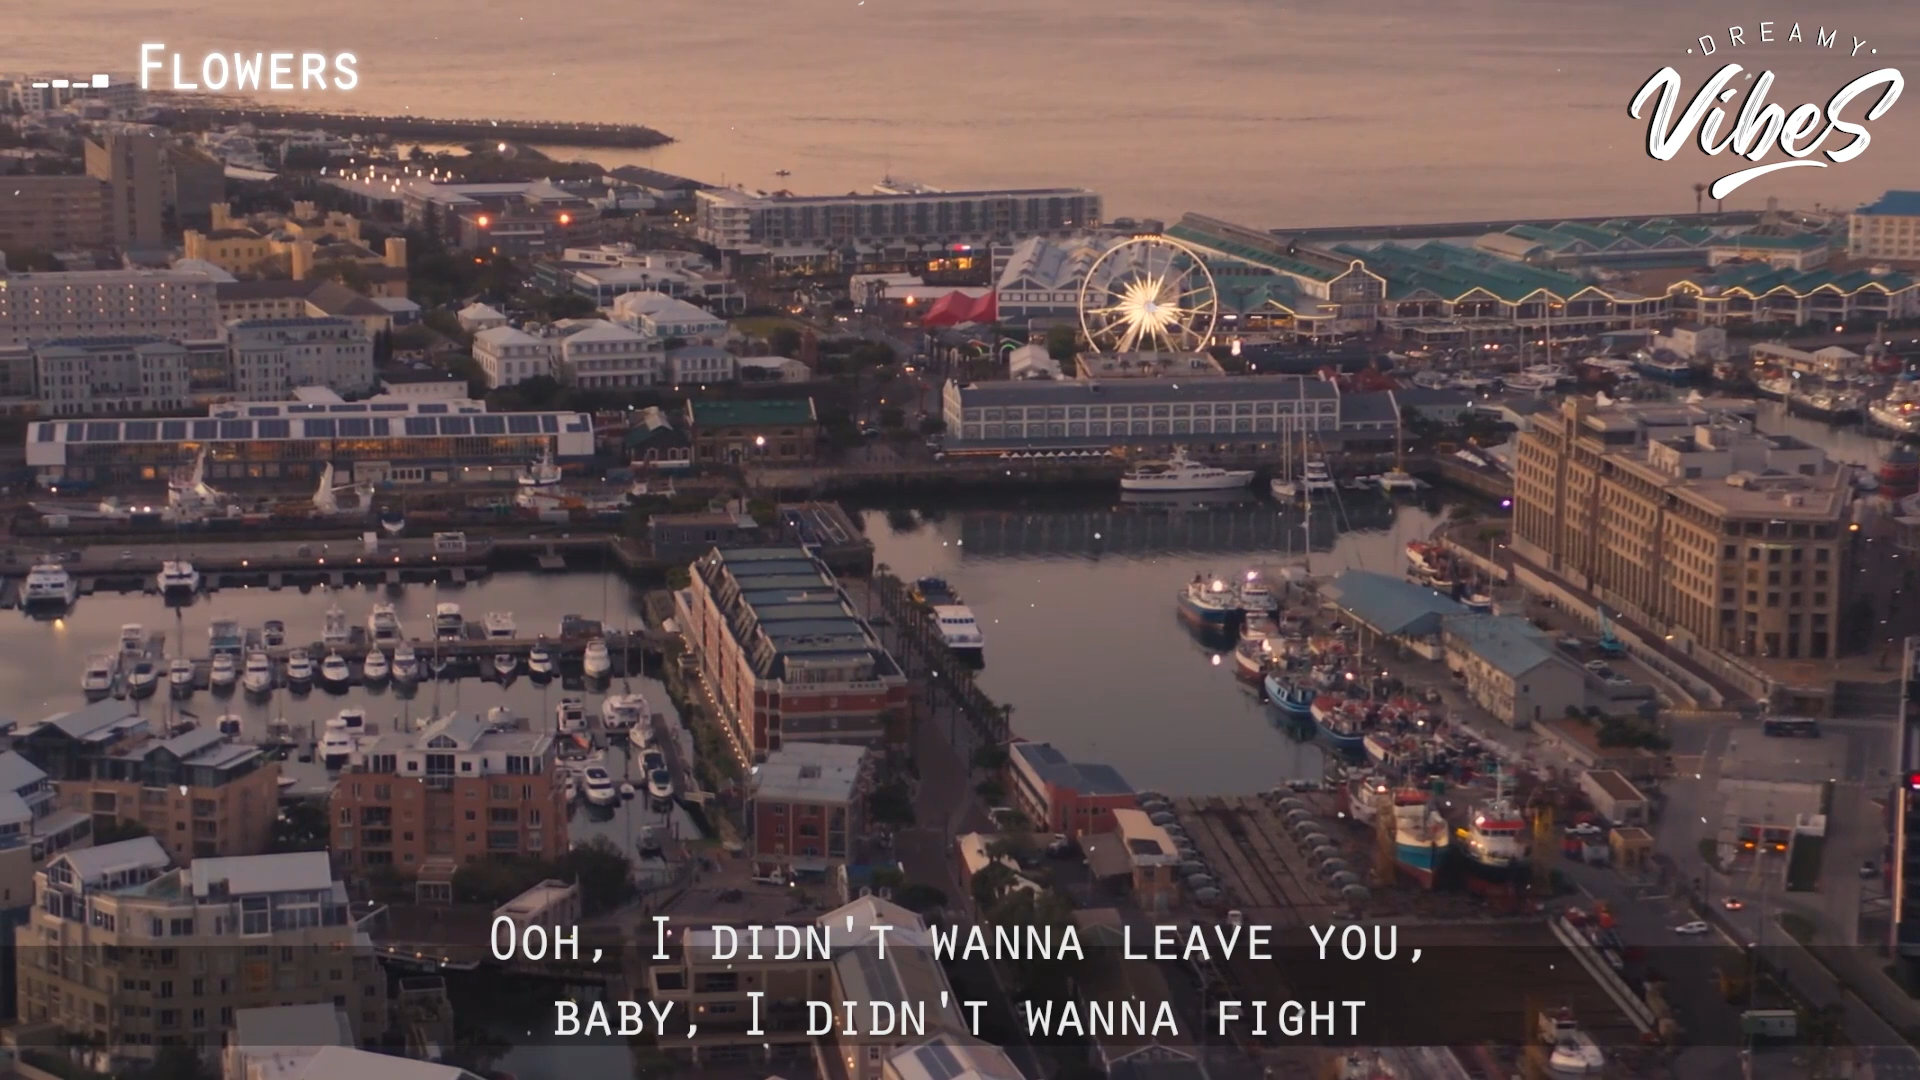 Flowers
DREAMY
Vibes
Ooh, I didn't wanna leave you,
baby, I didn't wanna fight